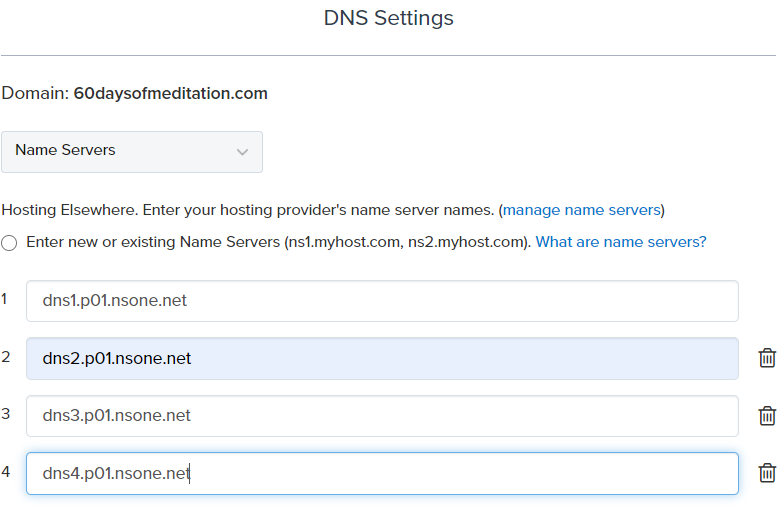 DNS Settings
Domain: 60daysofmeditation.com
Name Servers
Hosting Elsewhere. Enter your hosting provider's name server names. (manage name servers)
Enter new or existing Name Servers (ns1.myhost.com, ns2.myhost.com). What are name servers?
1 dns1.p01.nsone.net
2 dns2.p01.nsone.net
3 dns3.p01.nsone.net
4 dns4.p01.nsone.net